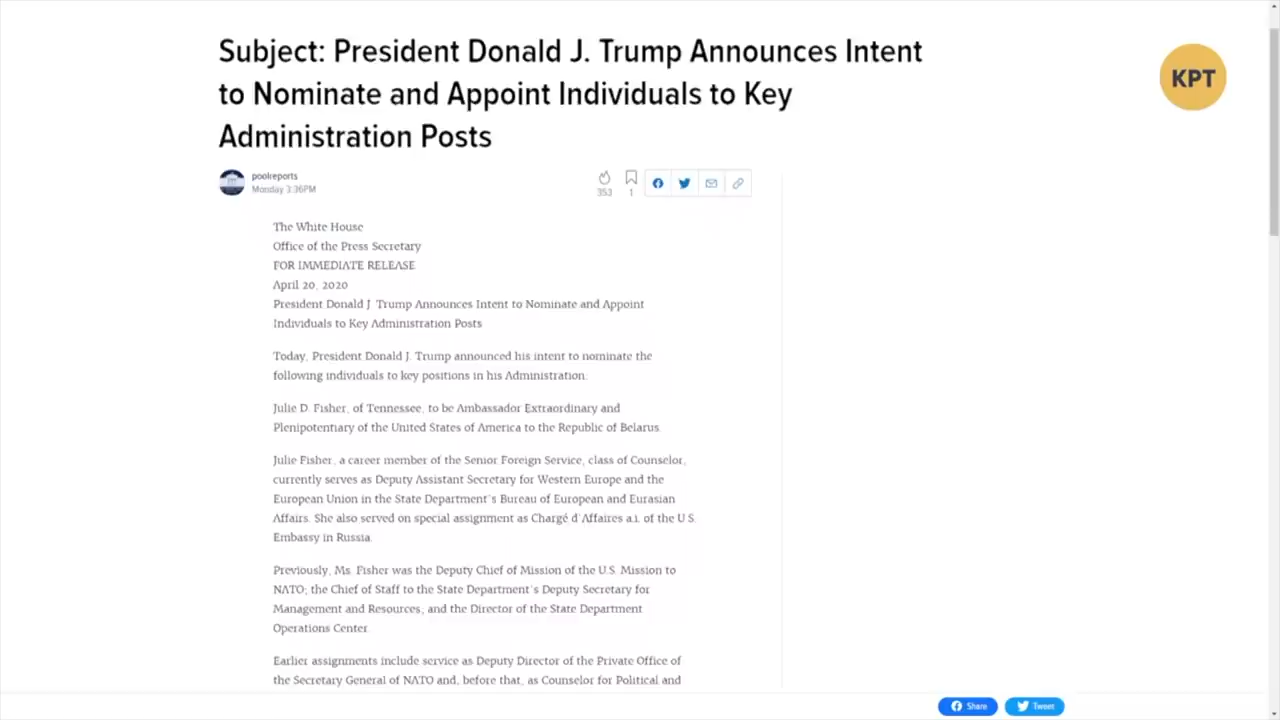 Subject: President Donald J. Trump Announces Intent
to Nominate and Appoint Individuals to Key
Administration Posts
KPT
poolreports
Monday 3:36PM
353
1
The White House
Office of the Press Secretary
FOR IMMEDIATE RELEASE
April 20, 2020
President Donald J. Trump Announces Intent to Nominate and Appoint
Individuals to Key Administration Posts
Today, President Donald J. Trump announced his intent to nominate the
following individuals to key positions in his Administration:
Julie D. Fisher, of Tennessee, to be Ambassador Extraordinary and
Plenipotentiary of the United States of America to the Republic of Belarus.
Julie Fisher, a career member of the Senior Foreign Service, class of Counselor,
currently serves as Deputy Assistant Secretary for Western Europe and the
European Union in the State Department's Bureau of European and Eurasian
Affairs. She also served on special assignment as Chargé d'Affaires a.i. of the U.S.
Embassy in Russia.
Previously, Ms. Fisher was the Deputy Chief of Mission of the U.S. Mission to
NATO; the Chief of Staff to the State Department's Deputy Secretary for
Management and Resources, and the Director of the State Department
Operations Center.
Earlier assignments include service as Deputy Director of the Private Office of
the Secretary General of NATO and, before that, as Counselor for Political and
Share
Tweet